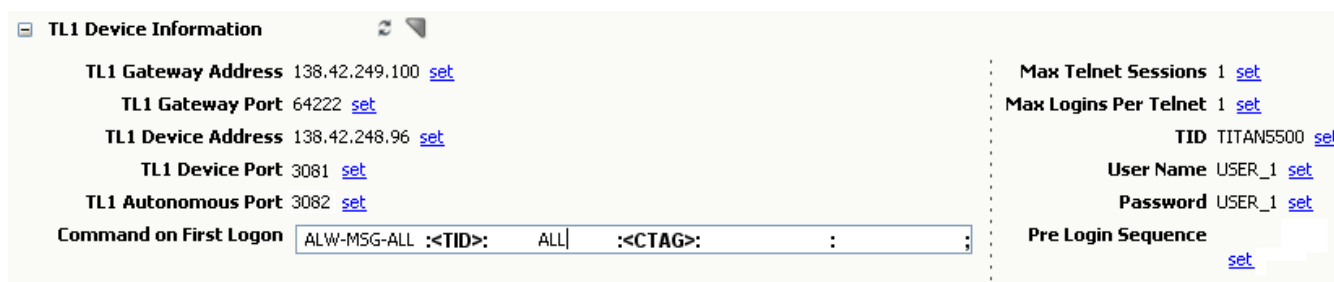 TL1 Device Information
TL1 Gateway Address 138.42.249.100 set
TL1 Gateway Port 64222 set
TL1 Device Address 138.42.248.96 set
TL1 Device Port 3081 set
TL1 Autonomous Port 3082 set
Command on First Logon ALW-MSG-ALL :<TID>: ALL :<CTAG>: : ;
Max Telnet Sessions 1 set
Max Logins Per Telnet 1 set
TID TITAN5500 set
User Name USER_1 set
Password USER_1 set
Pre Login Sequence
set